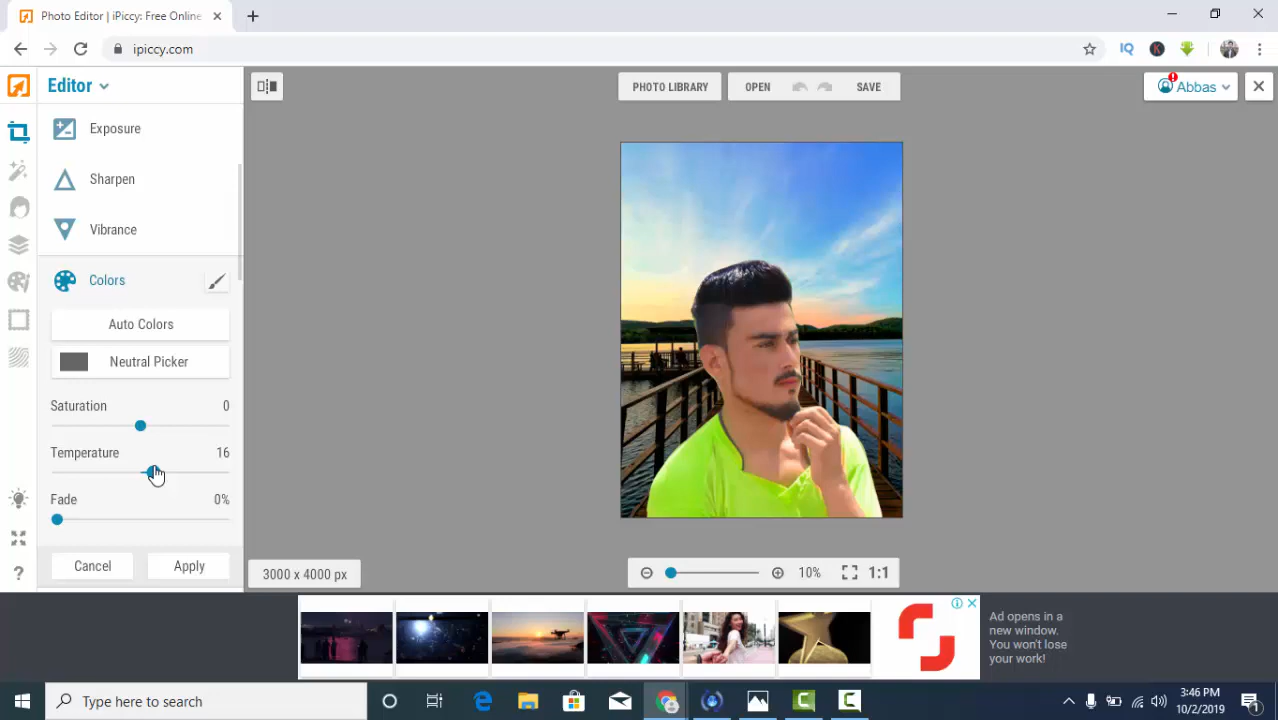 Photo Editor | iPiccy: Free Online
ipiccy.com
IQ
K
Editor
PHOTO LIBRARY
OPEN
SAVE
Abbas
Exposure
Sharpen
Vibrance
Colors
Auto Colors
Neutral Picker
Saturation 0
Temperature 16
Fade 0%
Cancel Apply
3000 x 4000 px
10%
1:1
Ad opens in a
new window.
You won't lose
your work!
Type here to search
3:46 PM
10/2/2019
1